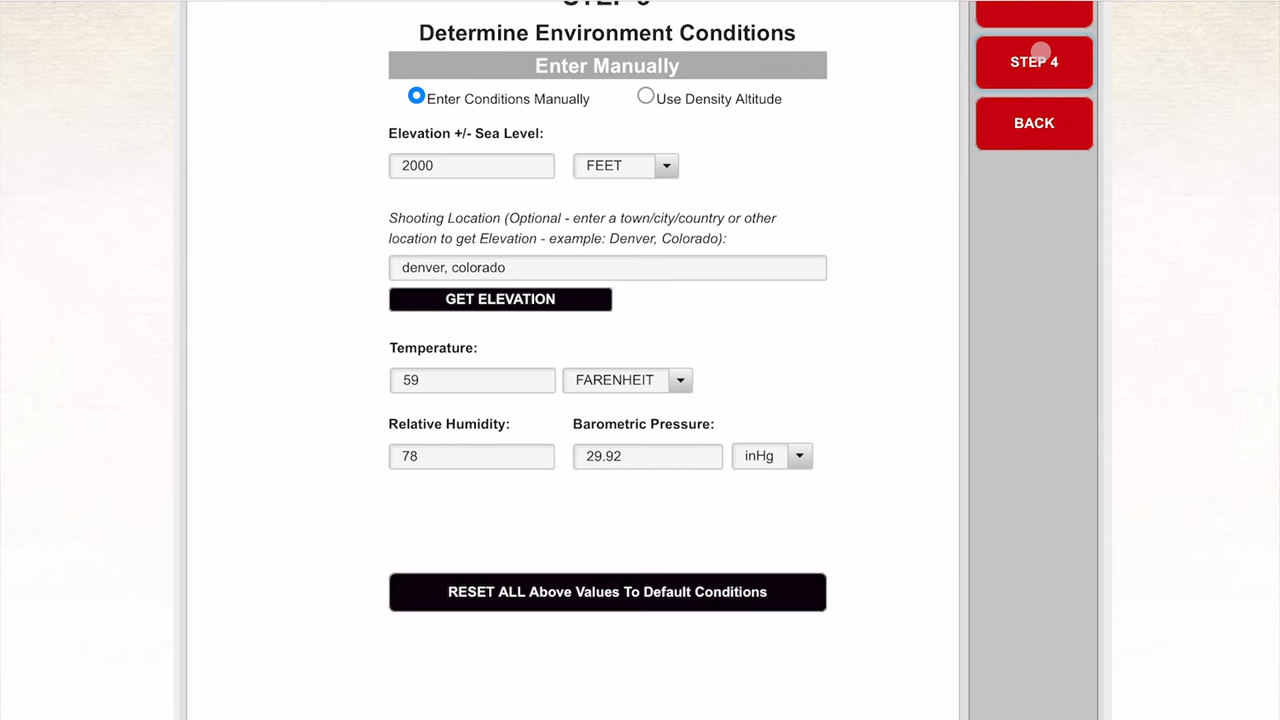 Determine Environment Conditions
Enter Manually
Enter Conditions Manually
Use Density Altitude
Elevation +/- Sea Level:
2000
FEET
Shooting Location (Optional - enter a town/city/country or other
location to get Elevation - example: Denver, Colorado):
denver, colorado
GET ELEVATION
Temperature:
59
FARENHEIT
Relative Humidity:
Barometric Pressure:
78
29.92
inHg
RESET ALL Above Values To Default Conditions
STEP 4
BACK